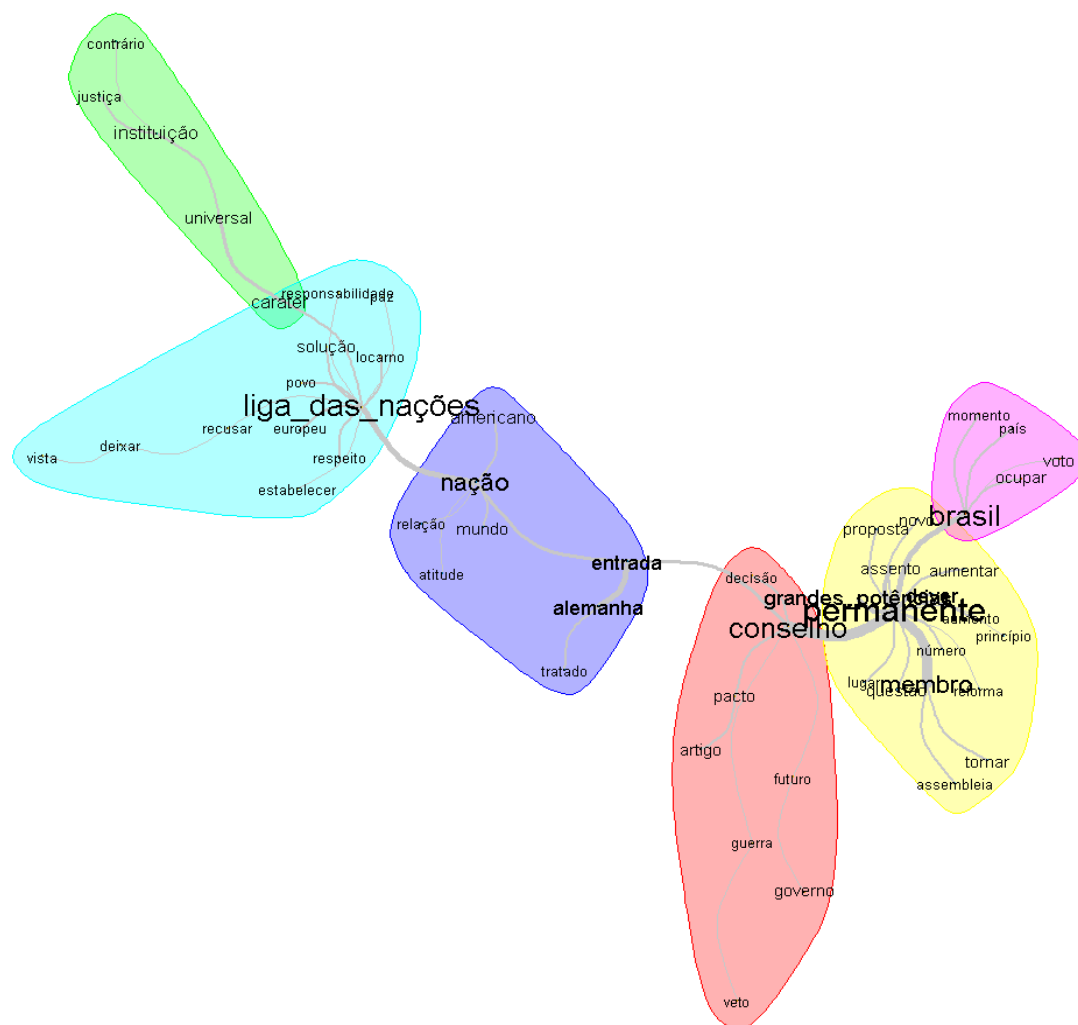 contrário
justiça
instituição
universal
caráter
responsabilidade
paz
solução
locarno
povo
liga_das_nações
recusar
europeu
deixar
vista
respeito
estabelecer
americano
nação
relação
mundo
atitude
entrada
alemanha
tratado
decisão
grandes_potências
conselho
pacto
artigo
futuro
guerra
governo
veto
momento
país
voto
ocupar
brasil
novo
proposta
assento
aumentar
dever
permanente
aumento
princípio
número
lugar
questão
membro
reforma
tornar
assembleia